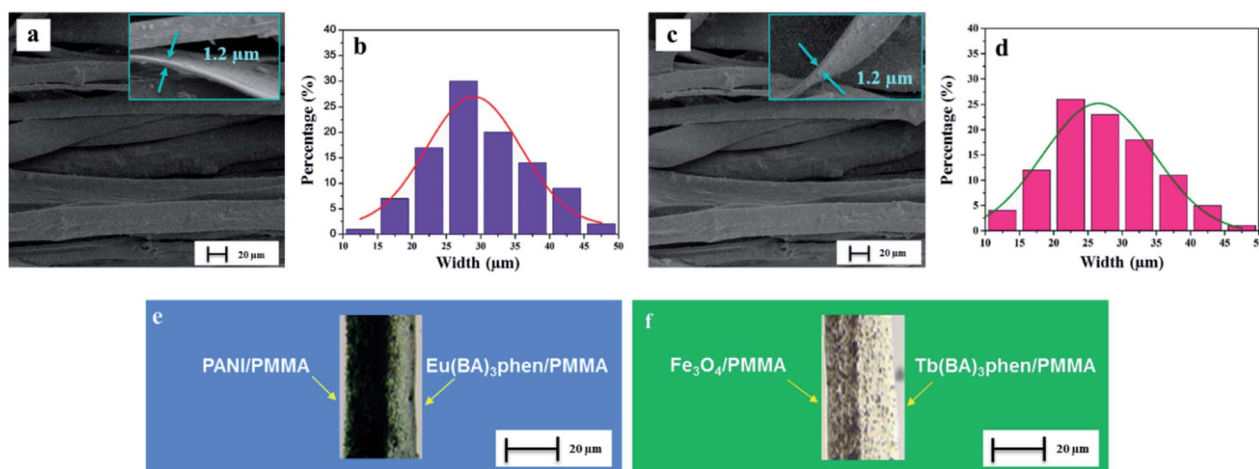 a
1.2 μm
20 μm
b
Percentage (%)
40
35
30
25
20
15
10
5
0
10 15 20 25 30 35 40 45 50
Width (μm)
c
1.2 μm
20 μm
d
Percentage (%)
40
35
30
25
20
15
10
5
0
10 15 20 25 30 35 40 45 50
Width (μm)
e
PANI/PMMA
Eu(BA)₃phen/PMMA
20 μm
f
Fe₃O₄/PMMA
Tb(BA)₃phen/PMMA
20 μm